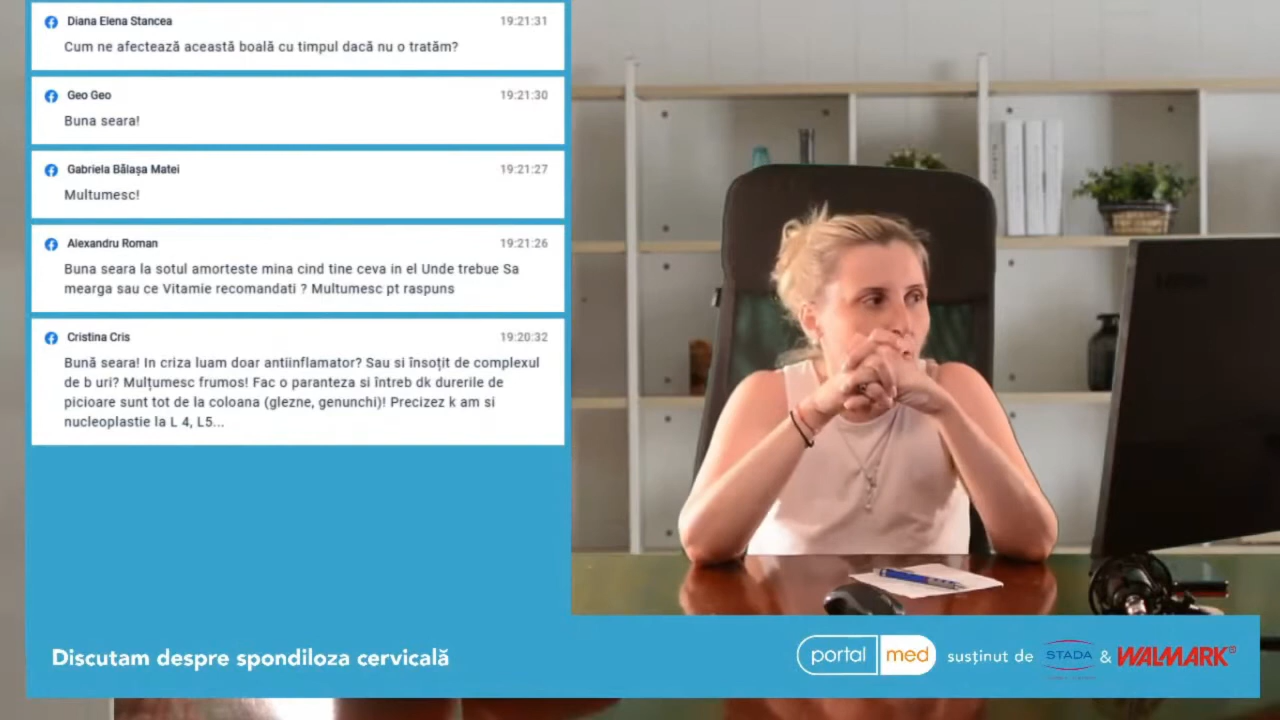 Diana Elena Stancea 19:21:31
Cum ne afectează această boală cu timpul dacă nu o tratăm?
Geo Geo 19:21:30
Buna seara!
Gabriela Bălașa Matei 19:21:27
Multumesc!
Alexandru Roman 19:21:26
Buna seara la sotul amorteste mina cind tine ceva in el Unde trebue Sa
mearga sau ce Vitamie recomandati ? Multumesc pt raspuns
Cristina Cris 19:20:32
Bună seara! In criza luam doar antiinflamator? Sau si însoțit de complexul
de b uri? Mulțumesc frumos! Fac o paranteza si întreb dk durerile de
picioare sunt tot de la coloana (glezne, genunchi)! Precizez k am si
nucleoplastie la L 4, L5...
Discutam despre spondiloza cervicală
portal med susținut de STADA & WALMARK®